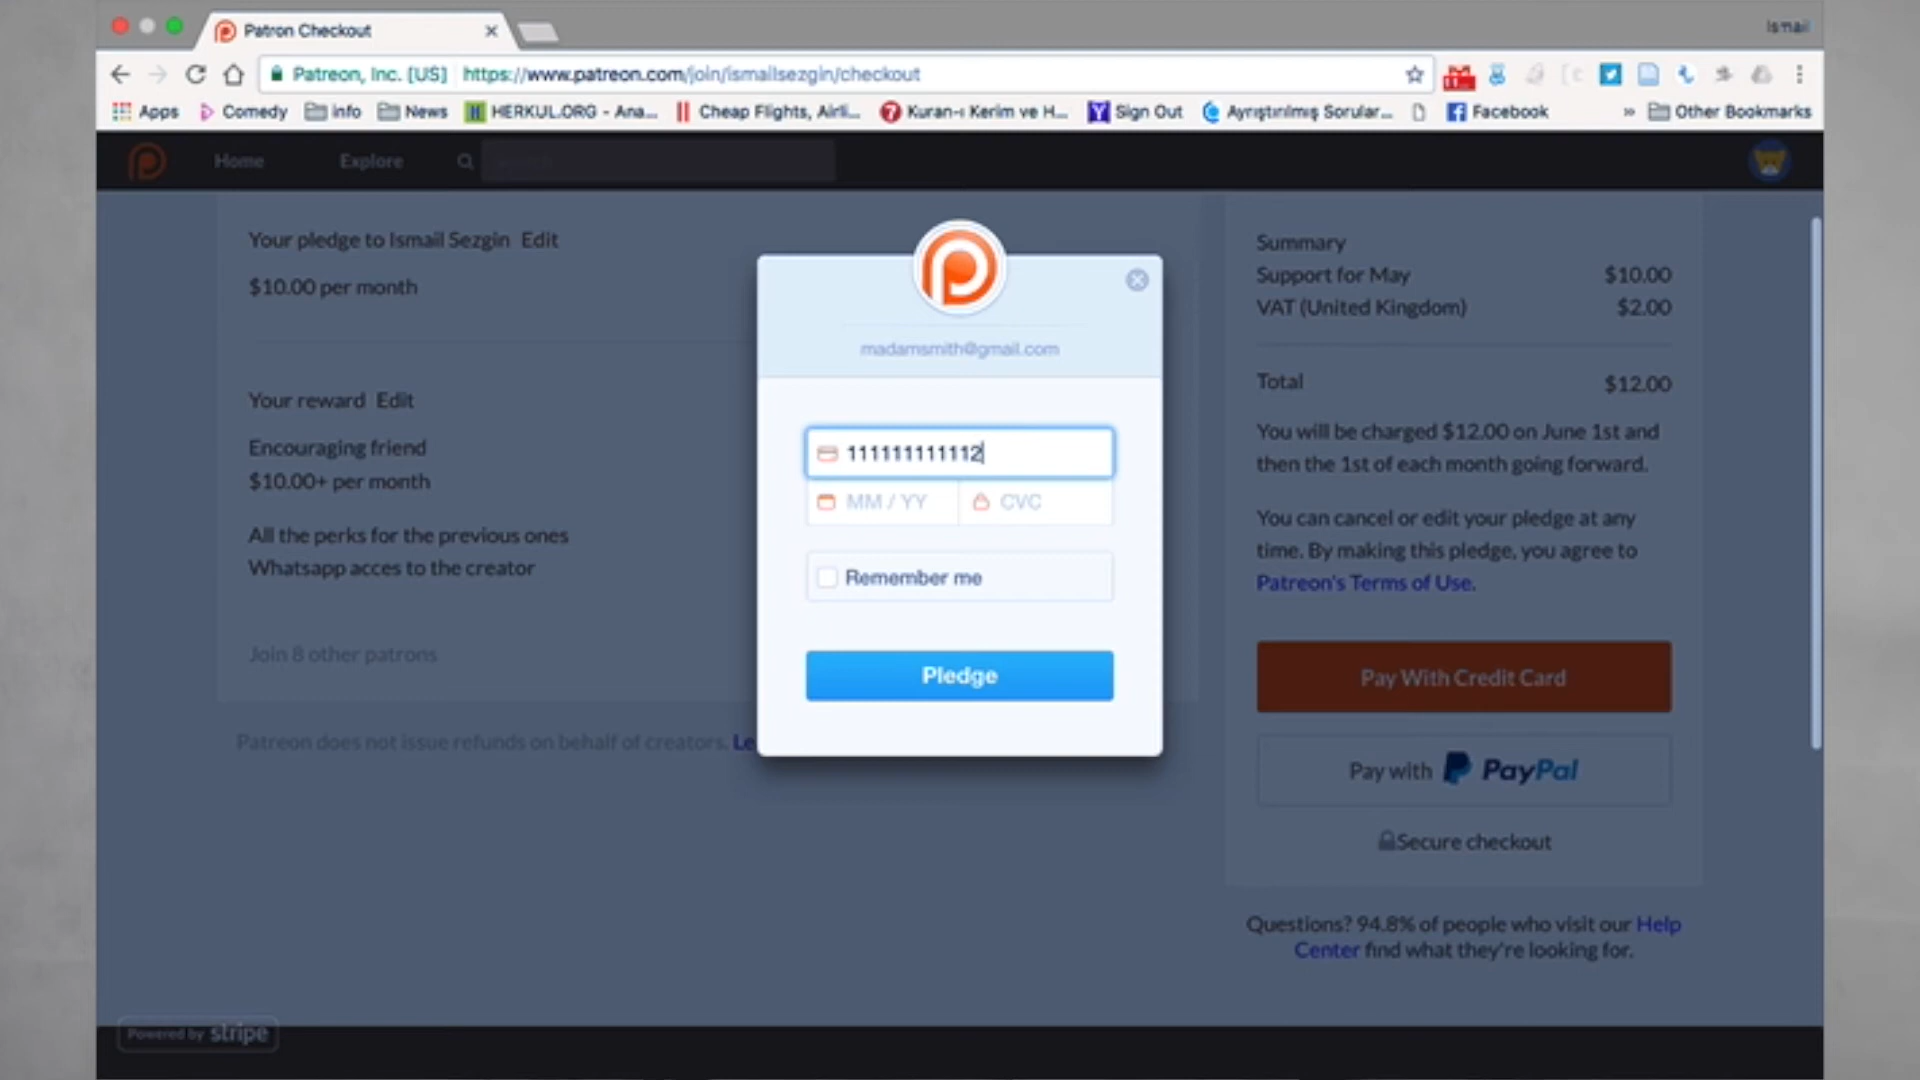 Patron Checkout
Ismail
Patreon, Inc. [US] https://www.patreon.com/join/ismailsezgin/checkout
Apps Comedy info News HERKUL.ORG - Ana... Cheap Flights, Airli... Kuran-ı Kerim ve H... Sign Out Ayrıştırılmış Sorular... Facebook » Other Bookmarks
Home Explore
Your pledge to Ismail Sezgin Edit
$10.00 per month
Your reward Edit
Encouraging friend
$10.00+ per month
All the perks for the previous ones
Whatsapp acces to the creator
Join 8 other patrons
Patreon does not issue refunds on behalf of creators. Le
madamsmith@gmail.com
111111111112
MM / YY CVC
Remember me
Pledge
Summary
Support for May $10.00
VAT (United Kingdom) $2.00
Total $12.00
You will be charged $12.00 on June 1st and
then the 1st of each month going forward.
You can cancel or edit your pledge at any
time. By making this pledge, you agree to
Patreon's Terms of Use.
Pay With Credit Card
Pay with PayPal
Secure checkout
Questions? 94.8% of people who visit our Help
Center find what they're looking for.
Powered by stripe